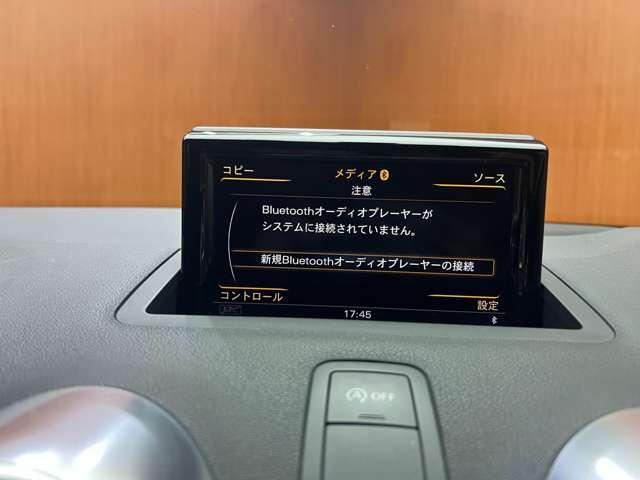 コピー
メディア
ソース
注意
Bluetoothオーディオプレーヤーが
システムに接続されていません。
新規Bluetoothオーディオプレーヤーの接続
コントロール
設定
17:45
A OFF